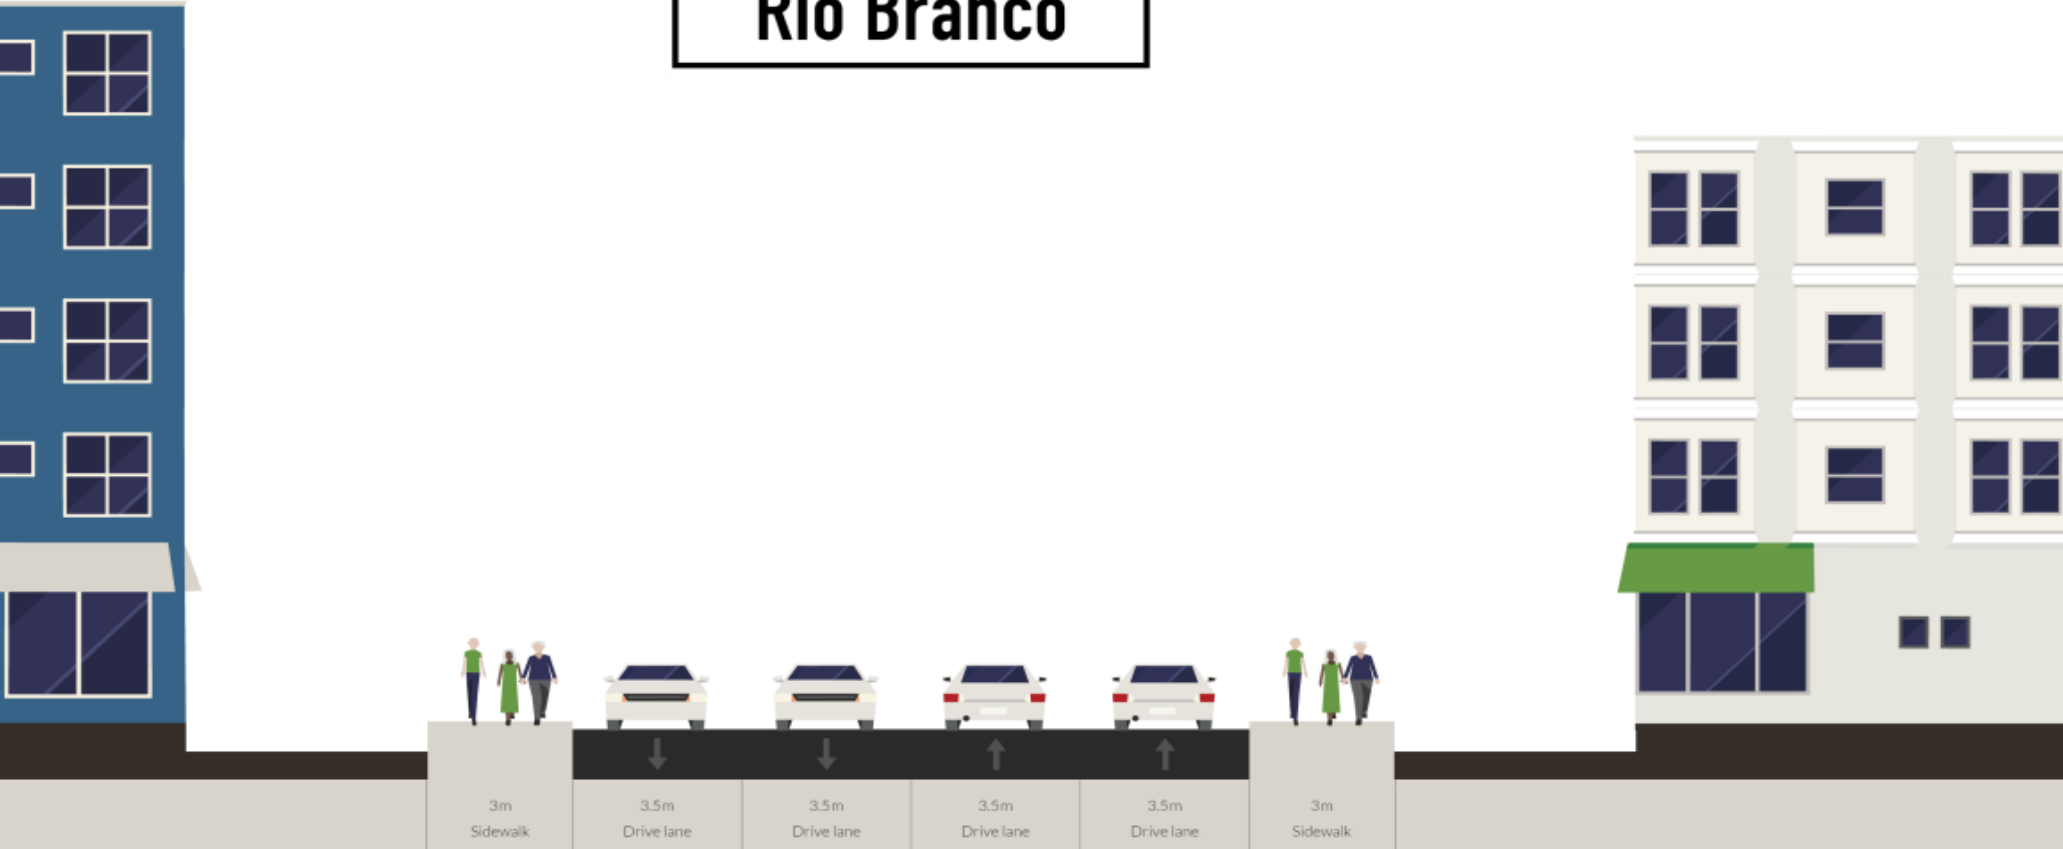 Rio Branco
3m
Sidewalk
3.5m
Drive lane
3.5m
Drive lane
3.5m
Drive lane
3.5m
Drive lane
3m
Sidewalk